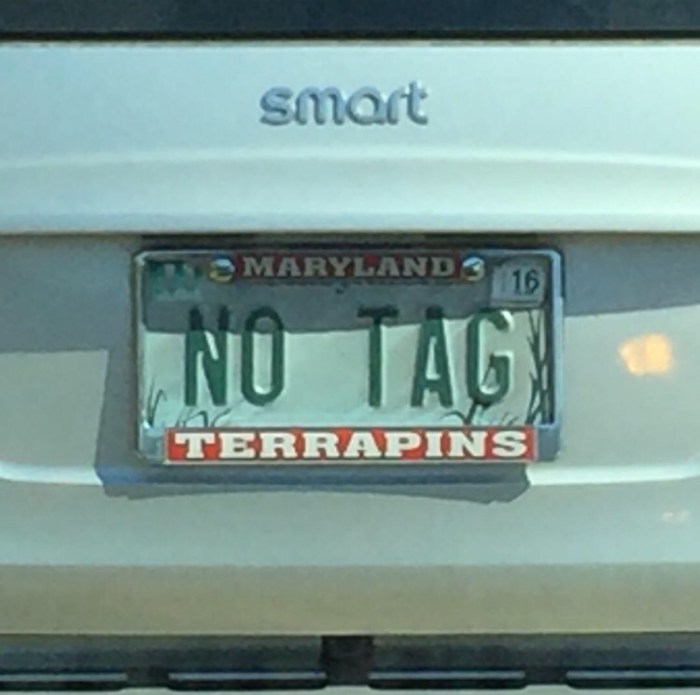 smart
MARYLAND
16
NO TAG
TERRAPINS